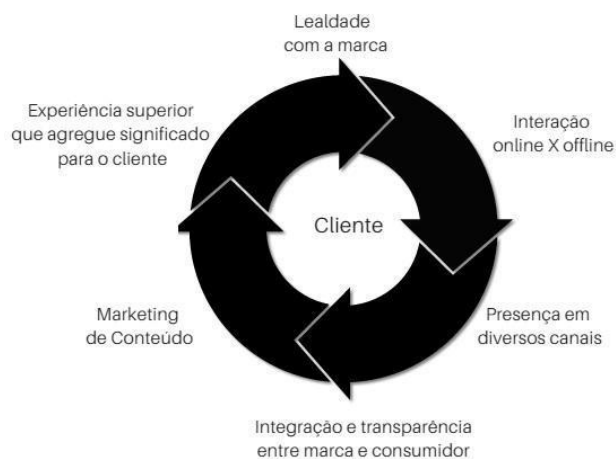 Lealdade
com a marca
Experiência superior
que agregue significado
para o cliente
Interação
online X offline
Cliente
Marketing
de Conteúdo
Presença em
diversos canais
Integração e transparência
entre marca e consumidor